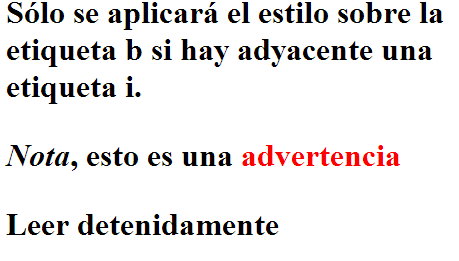 Sólo se aplicará el estilo sobre la
etiqueta b si hay adyacente una
etiqueta i.
Nota, esto es una advertencia
Leer detenidamente